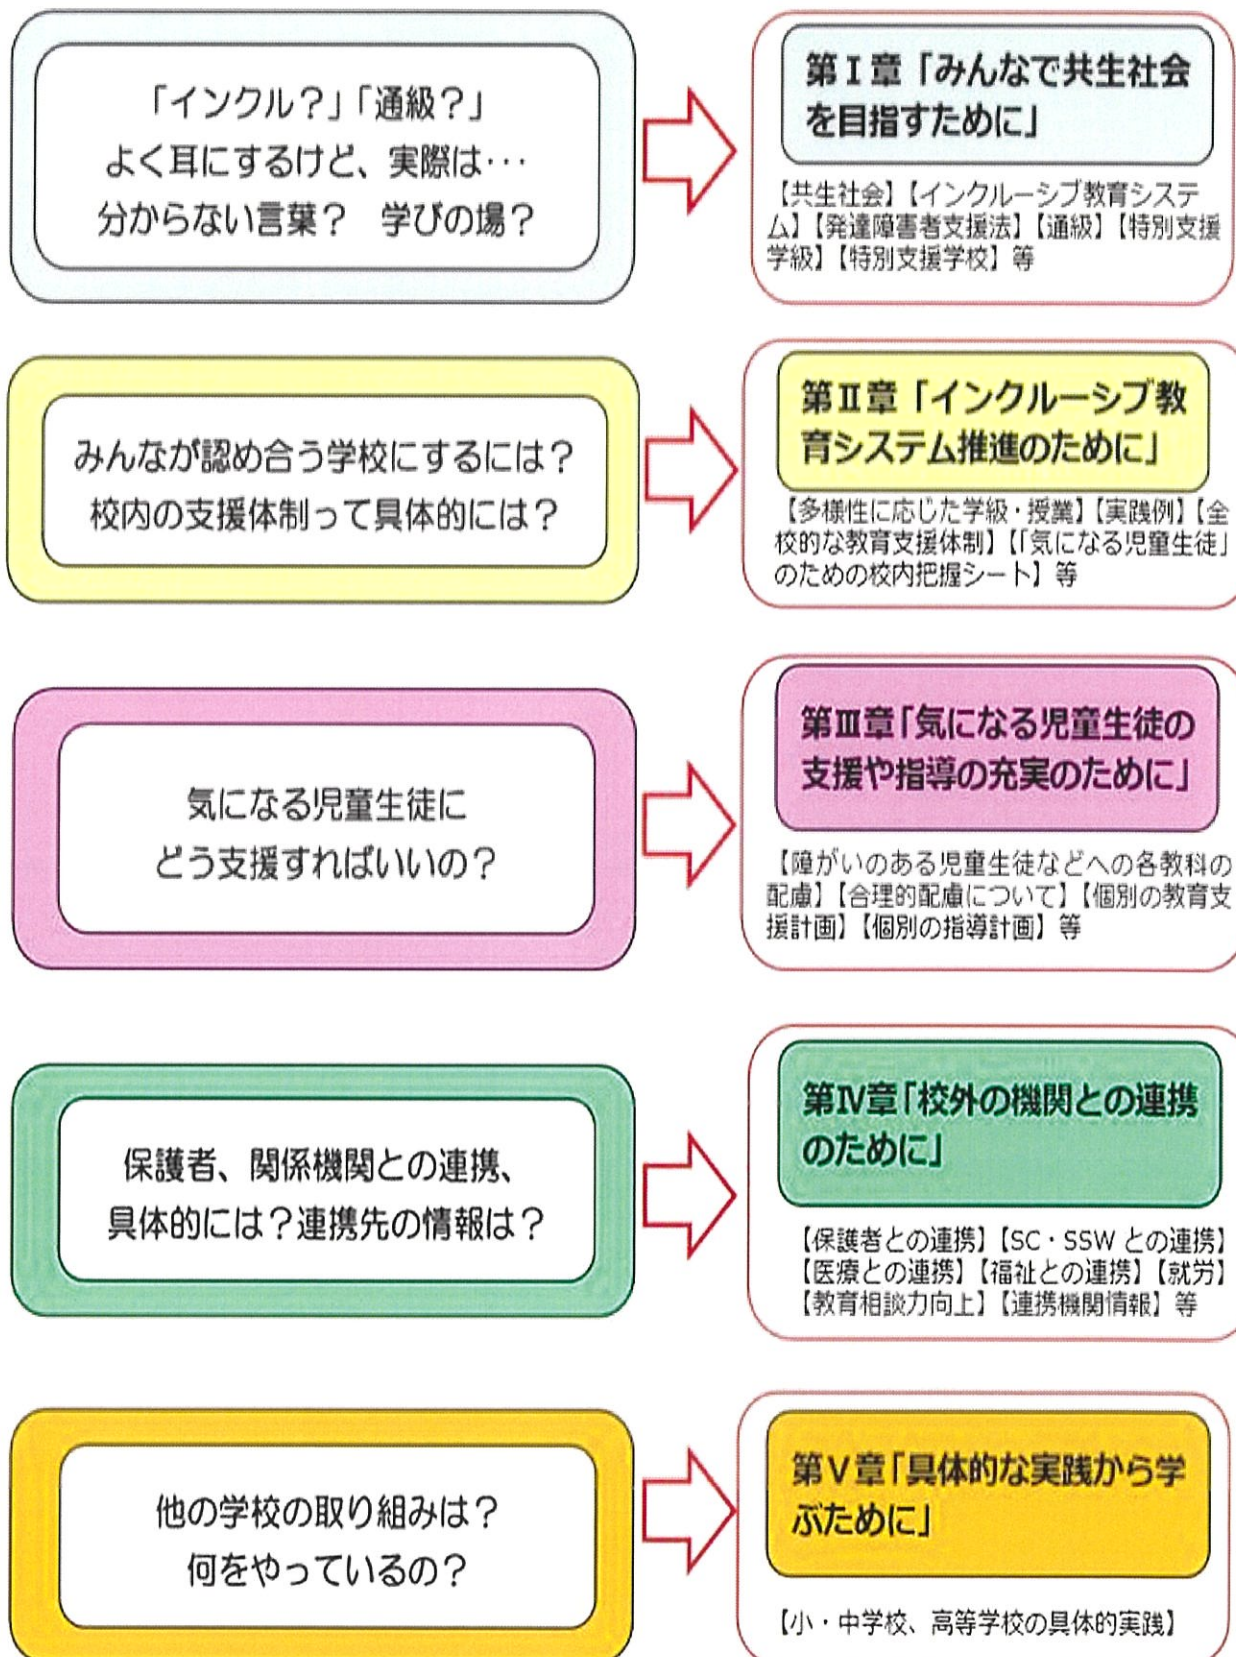 「インクル？」「通級？」
よく耳にするけど、実際は･･･
分からない言葉？　学びの場？
第Ⅰ章「みんなで共生社会
を目指すために」
【共生社会】【インクルーシブ教育システ
ム】【発達障害者支援法】【通級】【特別支援
学級】【特別支援学校】等
みんなが認め合う学校にするには？
校内の支援体制って具体的には？
第Ⅱ章「インクルーシブ教
育システム推進のために」
【多様性に応じた学級・授業】【実践例】【全
校的な教育支援体制】【「気になる児童生徒」
のための校内把握シート】等
気になる児童生徒に
どう支援すればいいの？
第Ⅲ章「気になる児童生徒の
支援や指導の充実のために」
【障がいのある児童生徒などへの各教科の
配慮】【合理的配慮について】【個別の教育支
援計画】【個別の指導計画】等
保護者、関係機関との連携、
具体的には？連携先の情報は？
第Ⅳ章「校外の機関との連携
のために」
【保護者との連携】【SC・SSW との連携】
【医療との連携】【福祉との連携】【就労】
【教育相談力向上】【連携機関情報】等
他の学校の取り組みは？
何をやっているの？
第Ⅴ章「具体的な実践から学
ぶために」
【小・中学校、高等学校の具体的実践】